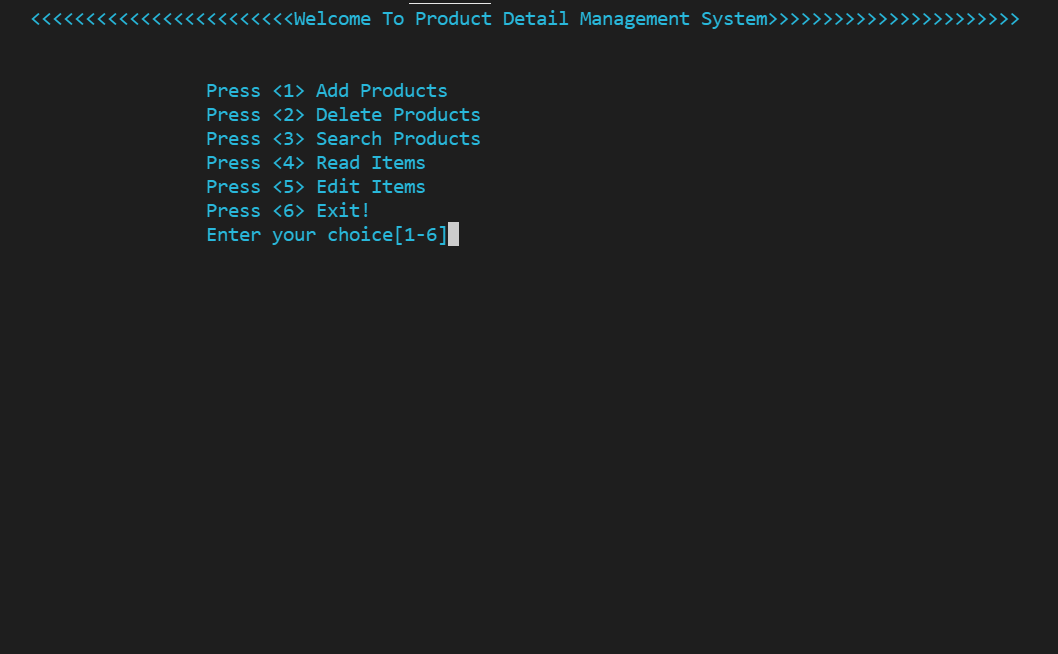 <<<<<<<<<<<<<<<<<<<<<<<<Welcome To Product Detail Management System>>>>>>>>>>>>>>>>>>>>>>>
Press <1> Add Products
Press <2> Delete Products
Press <3> Search Products
Press <4> Read Items
Press <5> Edit Items
Press <6> Exit!
Enter your choice[1-6]